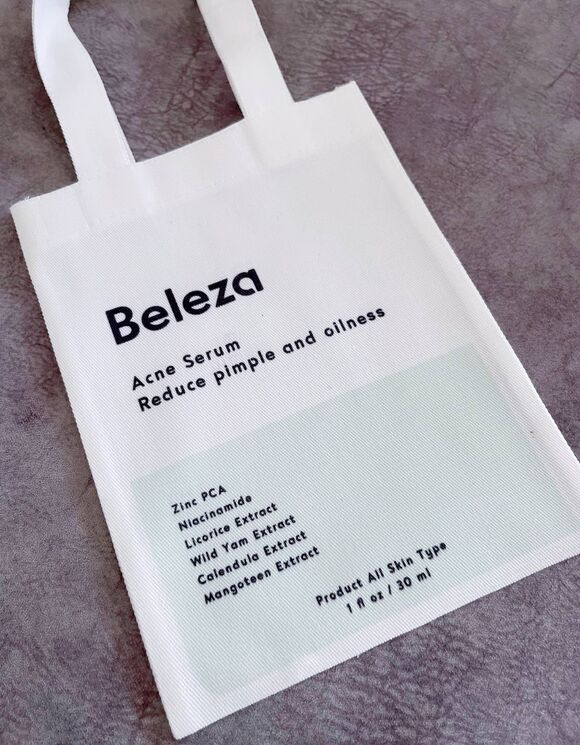 Beleza
Acne Serum
Reduce pimple and oilness
Zinc PCA
Niacinamide
Licorice Extract
Wild Yam Extract
Calendula Extract
Mangoteen Extract
Product All Skin Type
1 fl oz / 30 ml